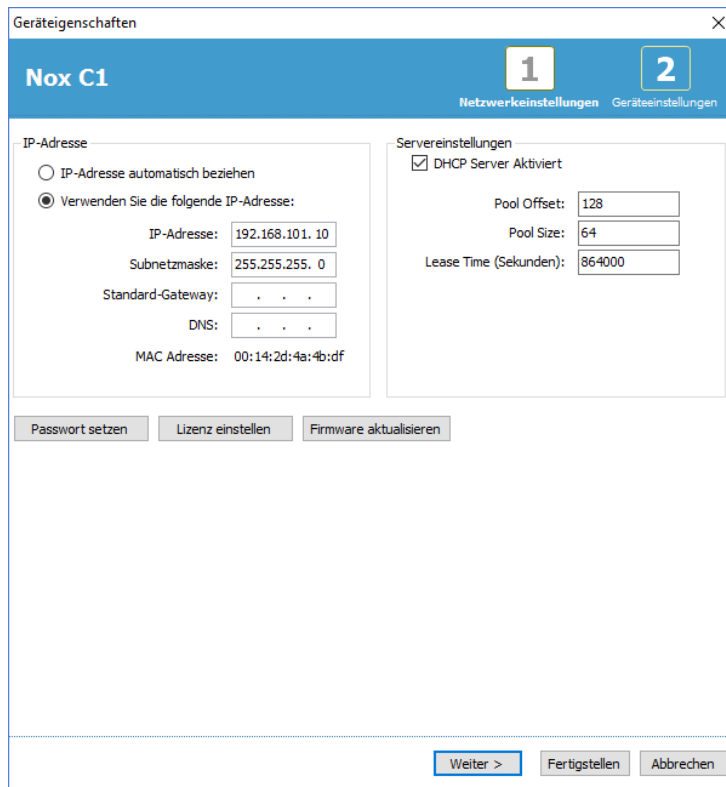 Geräteigenschaften
Nox C1
1
Netzwerkeinstellungen
2
Geräteeinstellungen
IP-Adresse
IP-Adresse automatisch beziehen
Verwenden Sie die folgende IP-Adresse:
IP-Adresse: 192.168.101. 10
Subnetzmaske: 255.255.255. 0
Standard-Gateway: . . .
DNS: . . .
MAC Adresse: 00:14:2d:4a:4b:df
Servereinstellungen
DHCP Server Aktiviert
Pool Offset: 128
Pool Size: 64
Lease Time (Sekunden): 864000
Passwort setzen
Lizenz einstellen
Firmware aktualisieren
Weiter >
Fertigstellen
Abbrechen